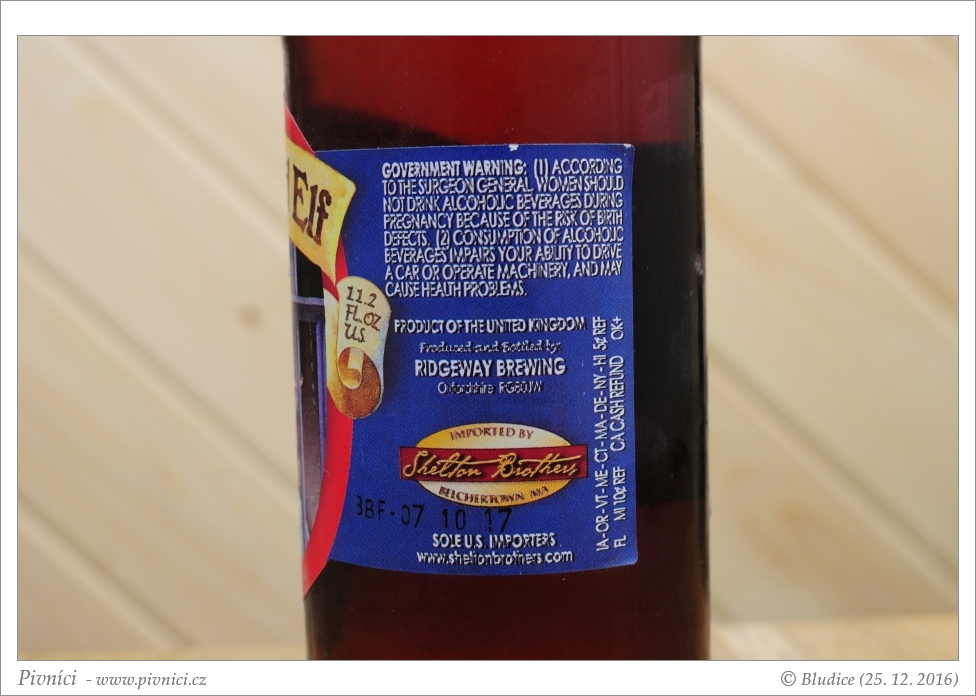 Elf
11.2
FL.OZ
U.S.
GOVERNMENT WARNING: (1) ACCORDING
TO THE SURGEON GENERAL, WOMEN SHOULD
NOT DRINK ALCOHOLIC BEVERAGES DURING
PREGNANCY BECAUSE OF THE RISK OF BIRTH
DEFECTS. (2) CONSUMPTION OF ALCOHOLIC
BEVERAGES IMPAIRS YOUR ABILITY TO DRIVE
A CAR OR OPERATE MACHINERY, AND MAY
CAUSE HEALTH PROBLEMS.
PRODUCT OF THE UNITED KINGDOM
Produced and Bottled by:
RIDGEWAY BREWING
Oxfordshire RG80JW
IMPORTED BY
Shelton Brothers
BELCHERTOWN, MA
BBF-07 10 17
SOLE U.S. IMPORTERS
www.sheltonbrothers.com
IA-OR-VT-ME-CT-MA-DE-NY-HI 5¢ REF
FL MI 10¢ REF CA CASH REFUND OK+
Pivníci - www.pivnici.cz
© Bludice (25. 12. 2016)